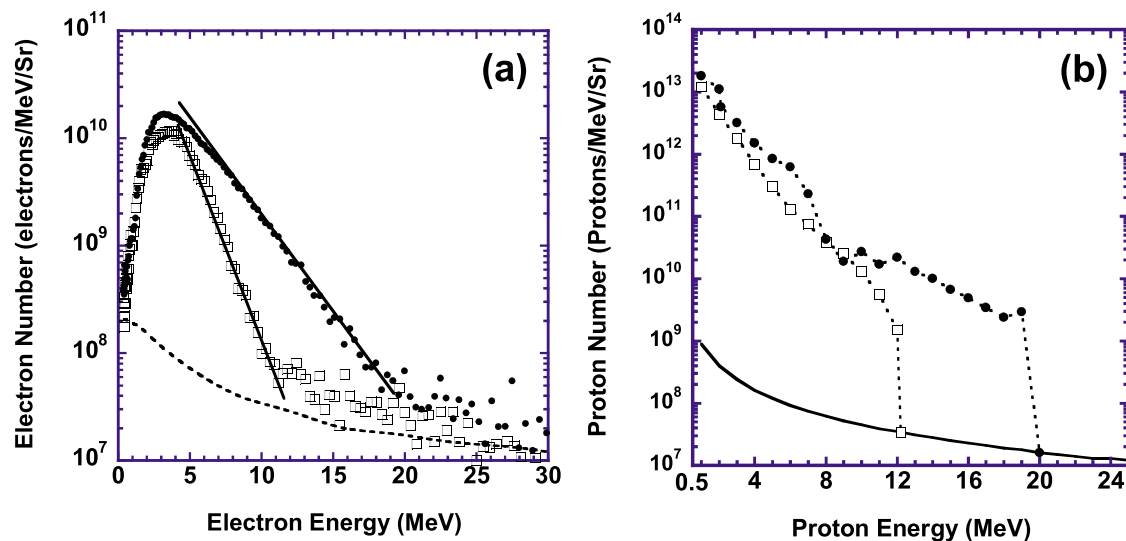 (a)
Electron Number (electrons/MeV/Sr)
10^11
10^10
10^9
10^8
10^7
0 5 10 15 20 25 30
Electron Energy (MeV)
(b)
Proton Number (Protons/MeV/Sr)
10^14
10^13
10^12
10^11
10^10
10^9
10^8
10^7
0.5 4 8 12 16 20 24
Proton Energy (MeV)